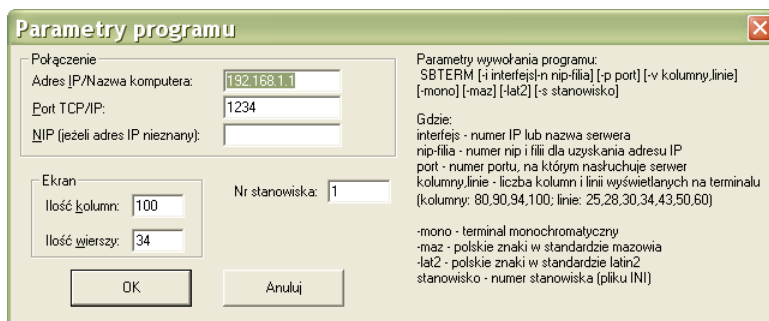 Parametry programu
Połączenie
Adres IP/Nazwa komputera: 192.168.1.1
Port TCP/IP: 1234
NIP (jeżeli adres IP nieznany):
Ekran
Ilość kolumn: 100
Ilość wierszy: 34
Nr stanowiska: 1
OK
Anuluj
Parametry wywołania programu:
SBTERM [-i interfejs|-n nip-filia] [-p port] [-v kolumny,linie]
[-mono] [-maz] [-lat2] [-s stanowisko]
Gdzie:
interfejs - numer IP lub nazwa serwera
nip-filia - numer nip i filii dla uzyskania adresu IP
port - numer portu, na którym nasłuchuje serwer
kolumny,linie - liczba kolumn i linii wyświetlanych na terminalu
(kolumny: 80,90,94,100; linie: 25,28,30,34,43,50,60)
-mono - terminal monochromatyczny
-maz - polskie znaki w standardzie mazowia
-lat2 - polskie znaki w standardzie latin2
stanowisko - numer stanowiska (pliku INI)